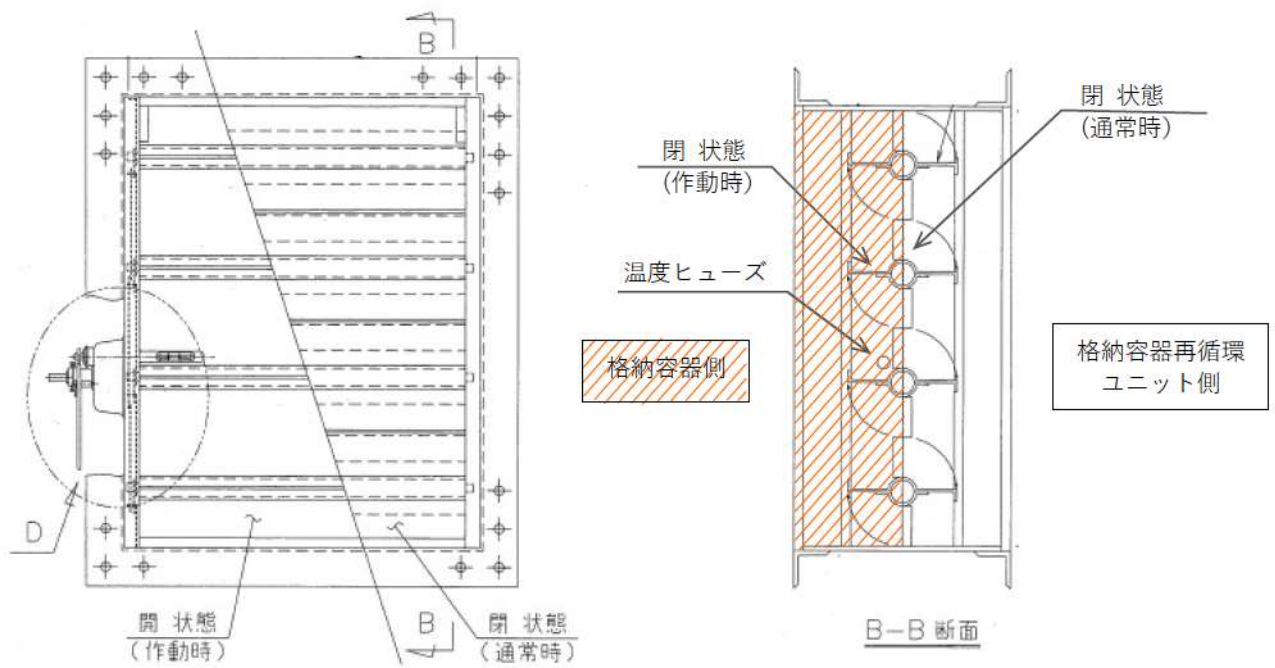 B
D
開 状態
(作動時)
B
閉 状態
(通常時)
閉 状態
(作動時)
閉 状態
(通常時)
温度ヒューズ
格納容器側
格納容器再循環
ユニット側
B－B 断面